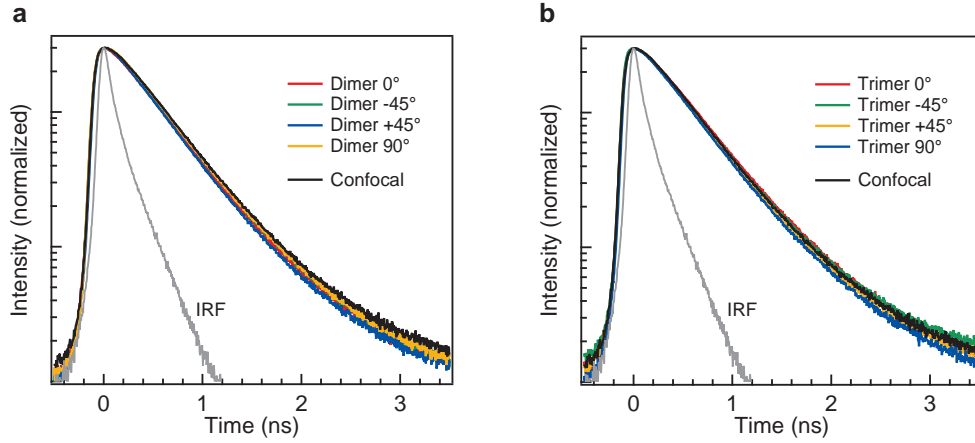 a
Intensity (normalized)
Dimer 0°
Dimer -45°
Dimer +45°
Dimer 90°
Confocal
IRF
0
1
2
3
Time (ns)
b
Intensity (normalized)
Trimer 0°
Trimer -45°
Trimer +45°
Trimer 90°
Confocal
IRF
0
1
2
3
Time (ns)